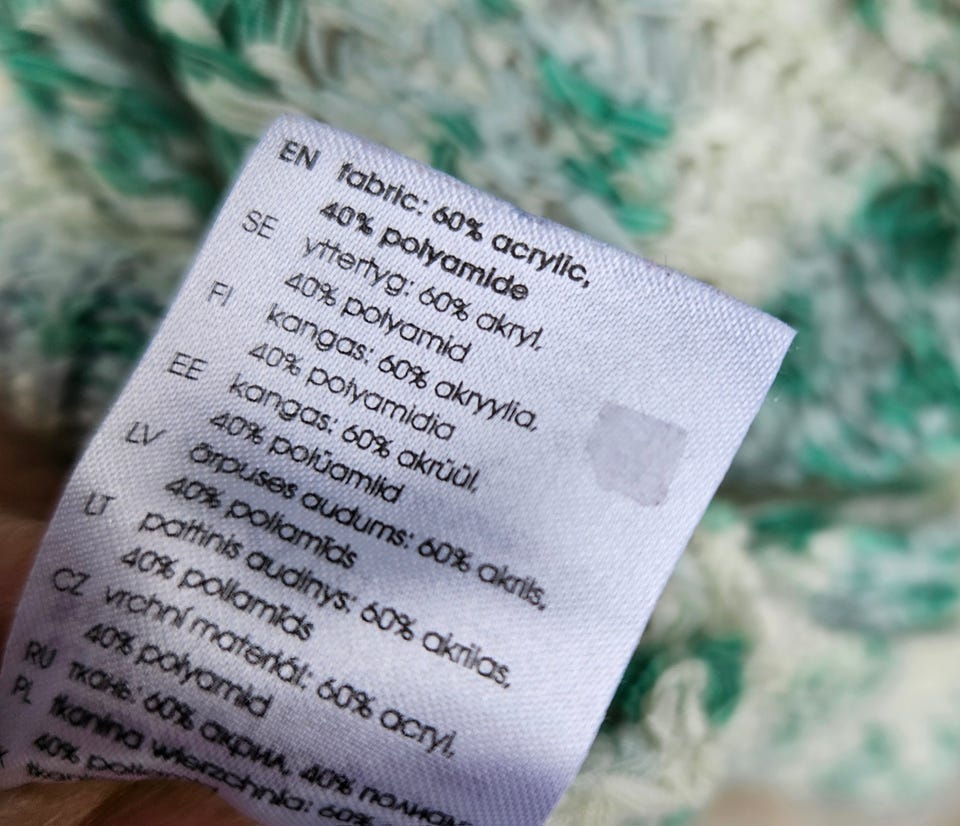 EN fabric: 60% acrylic,
40% polyamide
SE yttertyg: 60% akryl,
40% polyamid
FI kangas: 60% akryylia,
40% polyamidia
EE kangas: 60% akrüül,
40% polüamiid
LV ārpuses audums: 60% akrils,
40% poliamīds
LT pattinis audinys: 60% akrilas,
40% poliamīds
CZ vrchní materiál: 60% acryl,
40% polyamid
RU ткань: 60% акрил, 40%
PL tkanina wierzchnia: 60%
40%